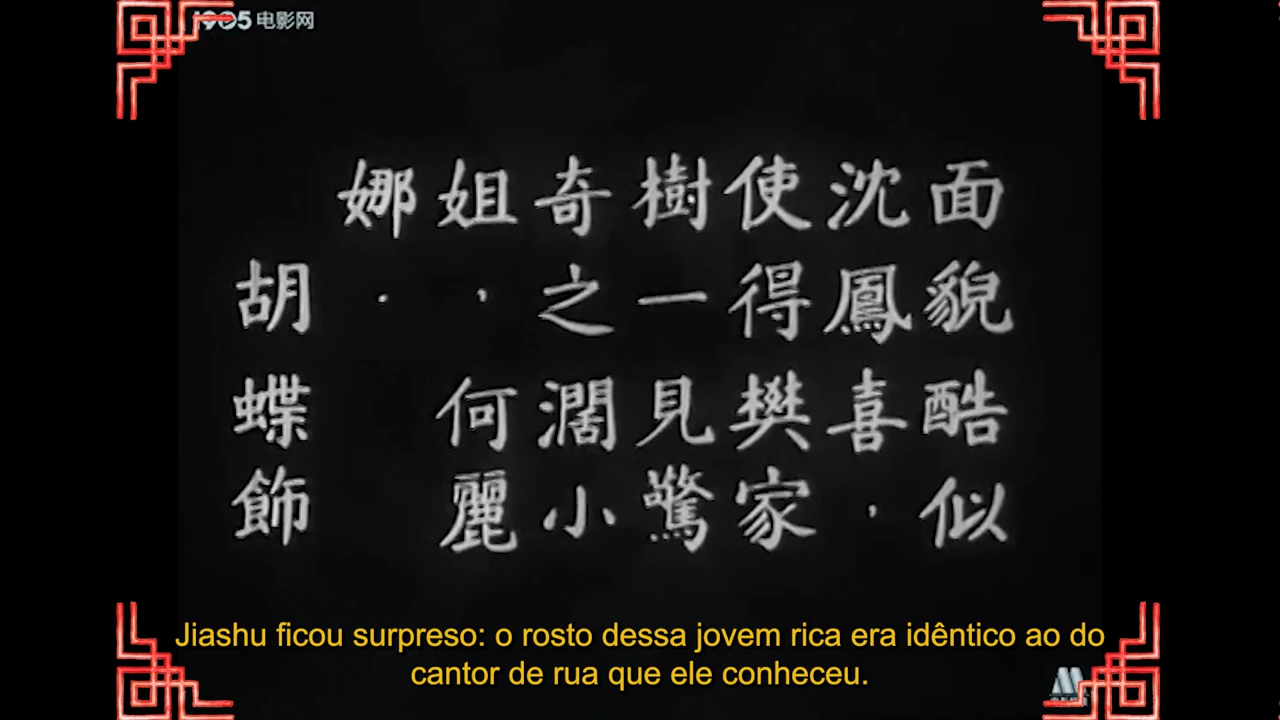 1905电影网
面貌酷似
沈鳳喜，
使得樊家
樹一見驚
奇之濶小
姐，何麗
娜．
胡蝶飾
Jiashu ficou surpreso: o rosto dessa jovem rica era idêntico ao do
cantor de rua que ele conheceu.